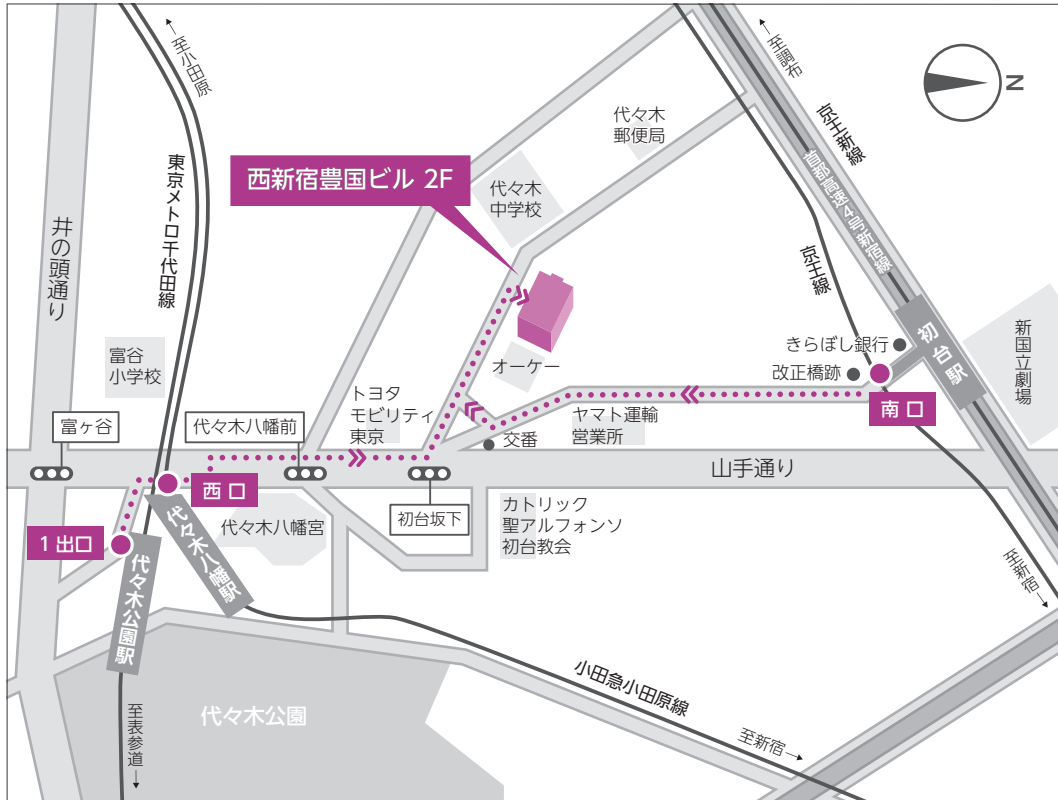 ←至小田原
東京メトロ千代田線
井の頭通り
西新宿豊国ビル 2F
代々木
中学校
代々木
郵便局
←至調布
京王新線
首都高速4号新宿線
京王線
N
初台駅
新国立劇場
きらぼし銀行
改正橋跡
南口
オーケー
富谷
小学校
トヨタ
モビリティ
東京
ヤマト運輸
営業所
交番
富ヶ谷
代々木八幡前
初台坂下
山手通り
西口
1 出口
代々木八幡宮
カトリック
聖アルフォンソ
初台教会
代々木八幡駅
代々木公園駅
至新宿→
小田急小田原線
至新宿→
代々木公園
至表参道→